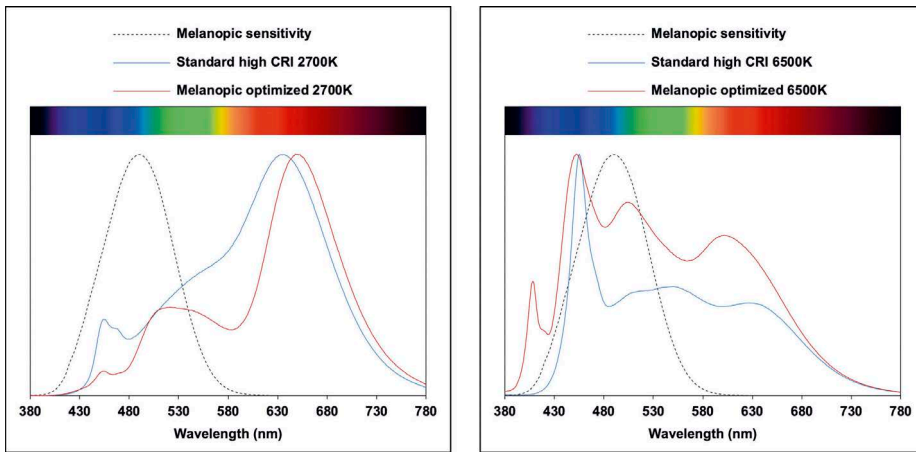 Melanopic sensitivity
Standard high CRI 2700K
Melanopic optimized 2700K
380 430 480 530 580 630 680 730 780
Wavelength (nm)
Melanopic sensitivity
Standard high CRI 6500K
Melanopic optimized 6500K
380 430 480 530 580 630 680 730 780
Wavelength (nm)